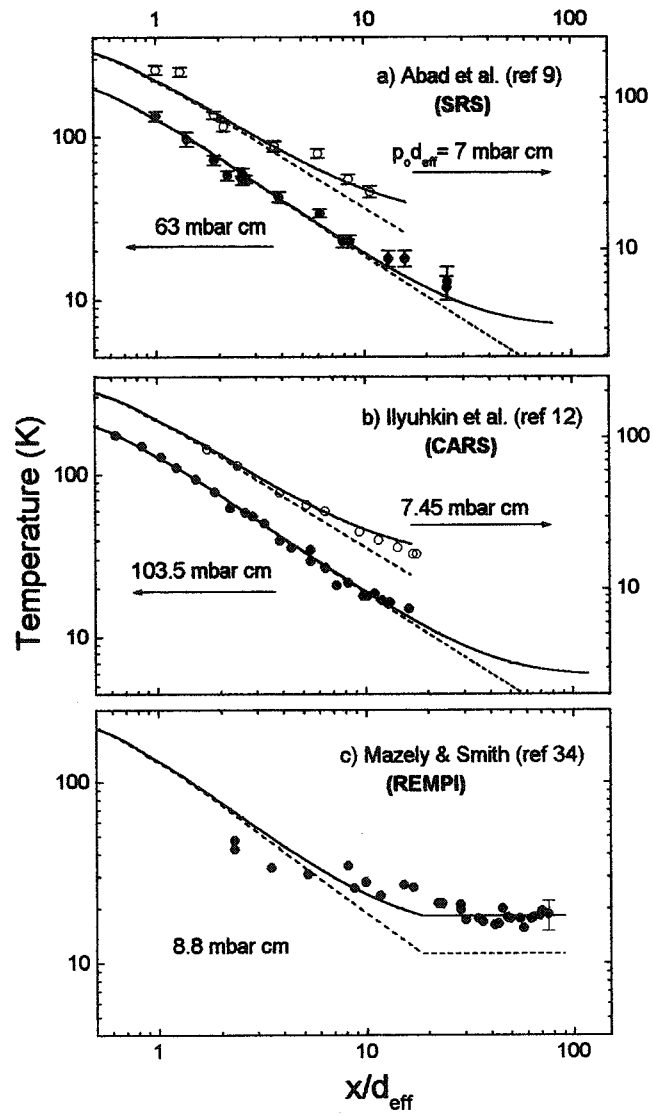 1 10 100
a) Abad et al. (ref 9)
(SRS)
100
100
p₀d_eff= 7 mbar cm
63 mbar cm
10
10
b) Ilyuhkin et al. (ref 12)
(CARS)
100
100
7.45 mbar cm
103.5 mbar cm
10
10
Temperature (K)
c) Mazely & Smith (ref 34)
(REMPI)
100
10
8.8 mbar cm
1 10 100
x/d_eff